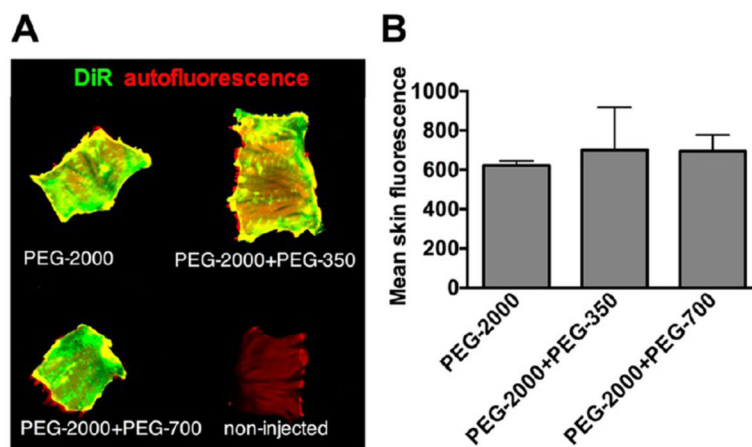 A
DiR autofluorescence
PEG-2000
PEG-2000+PEG-350
PEG-2000+PEG-700
non-injected
B
Mean skin fluorescence
1000
800
600
400
200
0
PEG-2000
PEG-2000+PEG-350
PEG-2000+PEG-700